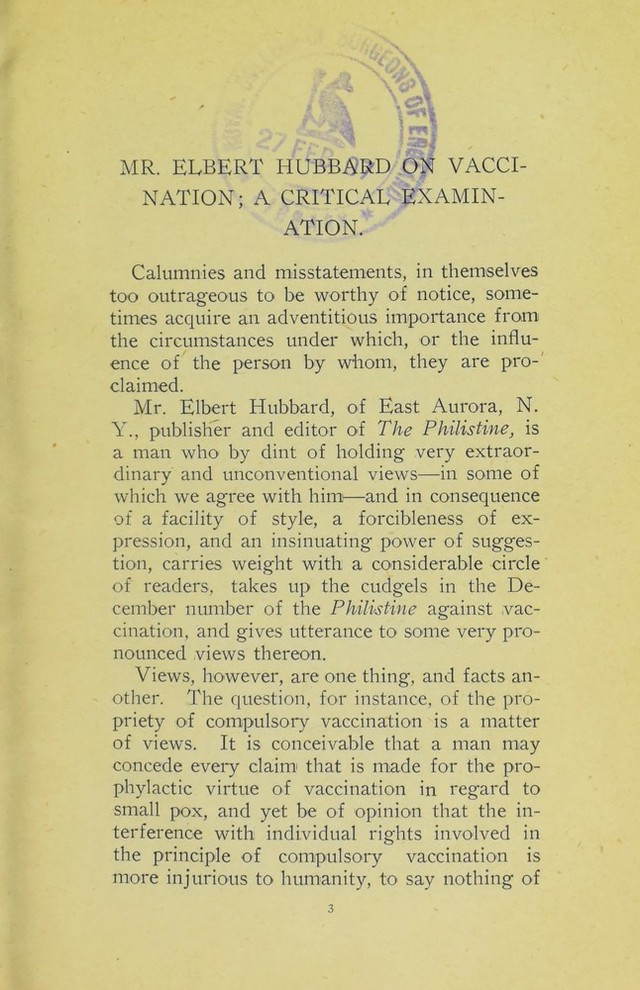 ROYAL COLLEGE OF SURGEONS OF ENGLAND
27 FEB
MR. ELBERT HUBBARD ON VACCI-
NATION; A CRITICAL EXAMIN-
ATION.
Calumnies and misstatements, in themselves
too outrageous to be worthy of notice, some-
times acquire an adventitious importance from
the circumstances under which, or the influ-
ence of the person by whom, they are pro-
claimed.
Mr. Elbert Hubbard, of East Aurora, N.
Y., publisher and editor of The Philistine, is
a man who by dint of holding very extraor-
dinary and unconventional views—in some of
which we agree with him—and in consequence
of a facility of style, a forcibleness of ex-
pression, and an insinuating power of sugges-
tion, carries weight with a considerable circle
of readers, takes up the cudgels in the De-
cember number of the Philistine against vac-
cination, and gives utterance to some very pro-
nounced views thereon.
Views, however, are one thing, and facts an-
other. The question, for instance, of the pro-
priety of compulsory vaccination is a matter
of views. It is conceivable that a man may
concede every claim that is made for the pro-
phylactic virtue of vaccination in regard to
small pox, and yet be of opinion that the in-
terference with individual rights involved in
the principle of compulsory vaccination is
more injurious to humanity, to say nothing of
3